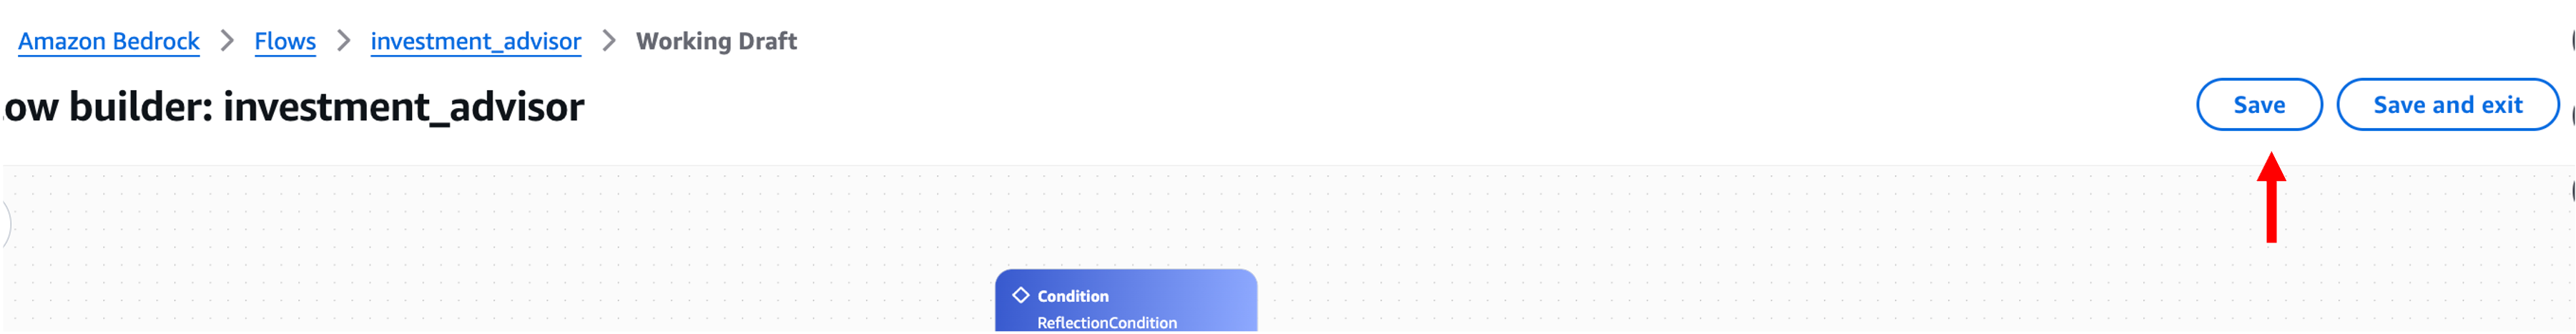 Amazon Bedrock > Flows > investment_advisor > Working Draft
ow builder: investment_advisor
Save
Save and exit
Condition
ReflectionCondition